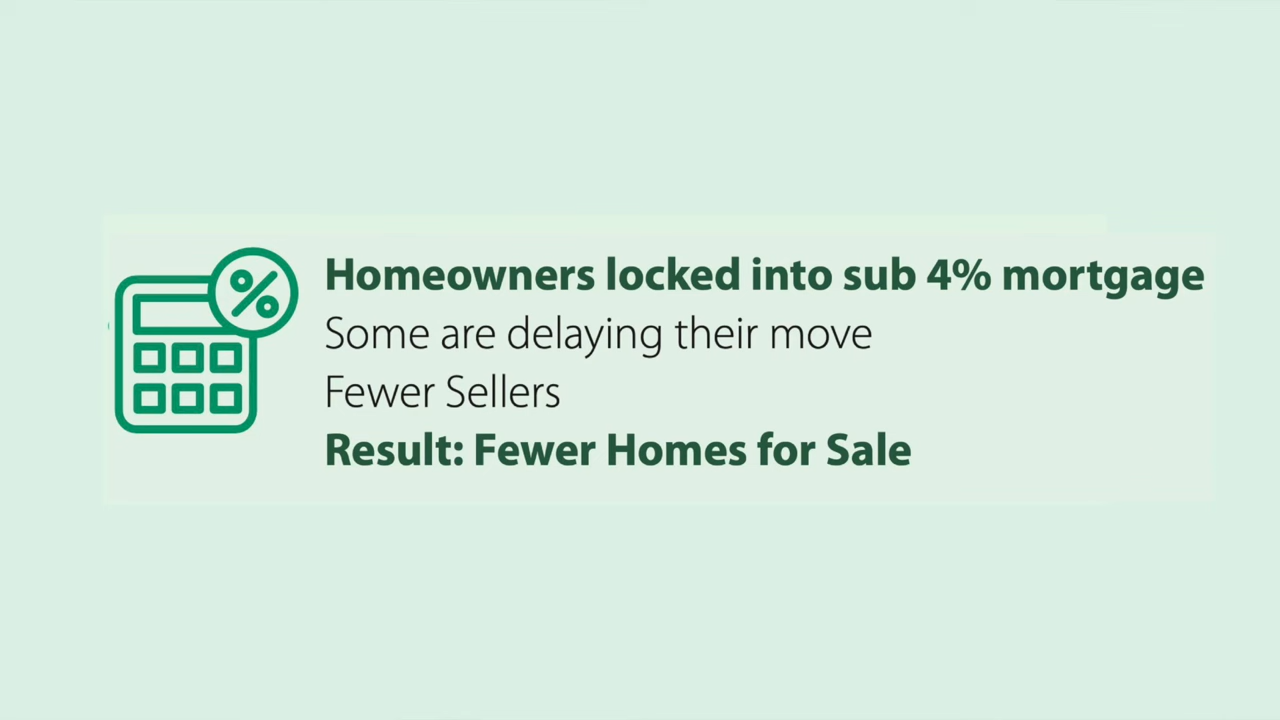 Homeowners locked into sub 4% mortgage
Some are delaying their move
Fewer Sellers
Result: Fewer Homes for Sale